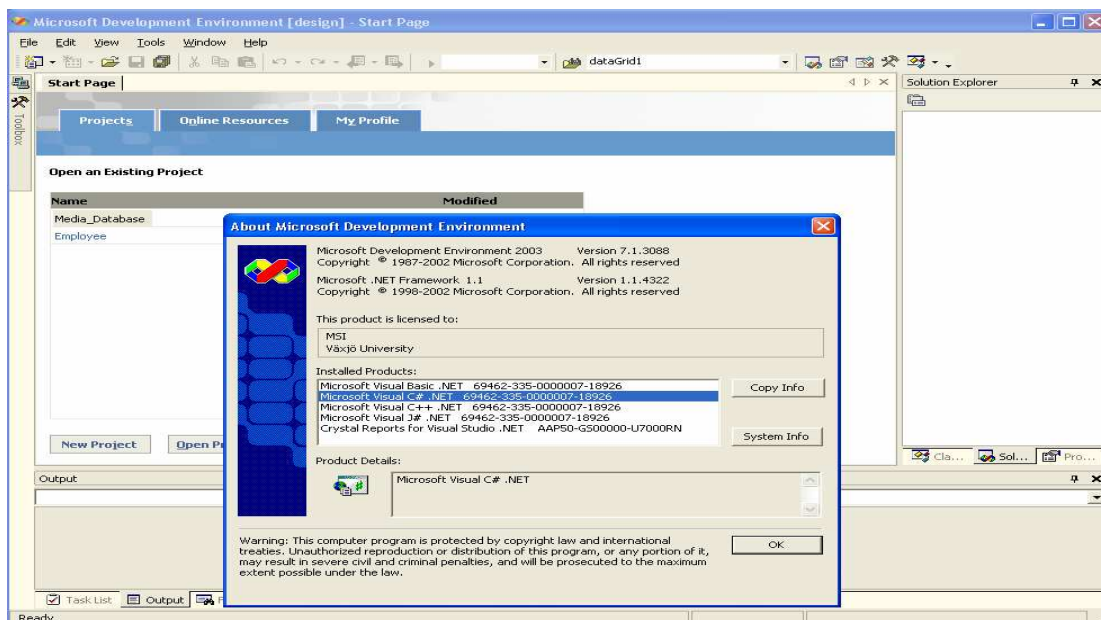 Microsoft Development Environment [design] - Start Page
File Edit View Tools Window Help
dataGrid1
Start Page
Solution Explorer
Toolbox
Projects Online Resources My Profile
Open an Existing Project
Name Modified
Media_Database
Employee
About Microsoft Development Environment
Microsoft Development Environment 2003 Version 7.1.3088
Copyright © 1987-2002 Microsoft Corporation. All rights reserved
Microsoft .NET Framework 1.1 Version 1.1.4322
Copyright © 1998-2002 Microsoft Corporation. All rights reserved
This product is licensed to:
MSI
Växjö University
Installed Products:
Microsoft Visual Basic .NET 69462-335-0000007-18926
Microsoft Visual C# .NET 69462-335-0000007-18926
Microsoft Visual C++ .NET 69462-335-0000007-18926
Microsoft Visual J# .NET 69462-335-0000007-18926
Crystal Reports for Visual Studio .NET AAP50-GS00000-U7000RN
Copy Info
System Info
Product Details:
Microsoft Visual C# .NET
Warning: This computer program is protected by copyright law and international
treaties. Unauthorized reproduction or distribution of this program, or any portion of it,
may result in severe civil and criminal penalties, and will be prosecuted to the maximum
extent possible under the law.
OK
New Project Open Pr
Cla... Sol... Pro...
Output
Task List Output F
Ready